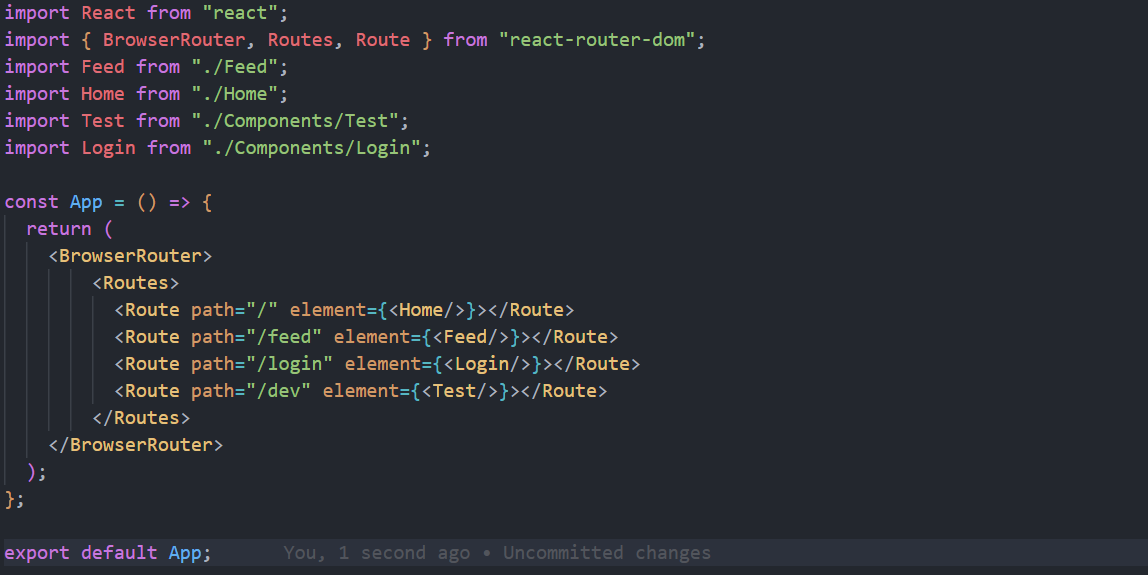 import React from "react";
import { BrowserRouter, Routes, Route } from "react-router-dom";
import Feed from "./Feed";
import Home from "./Home";
import Test from "./Components/Test";
import Login from "./Components/Login";
const App = () => {
return (
<BrowserRouter>
<Routes>
<Route path="/" element={<Home/>}></Route>
<Route path="/feed" element={<Feed/>}></Route>
<Route path="/login" element={<Login/>}></Route>
<Route path="/dev" element={<Test/>}></Route>
</Routes>
</BrowserRouter>
);
};
export default App; You, 1 second ago • Uncommitted changes